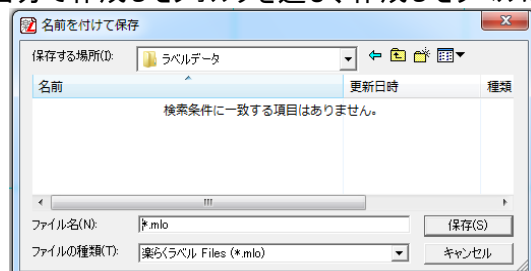 名前を付けて保存
保存する場所(I): ラベルデータ
名前 更新日時 種類
検索条件に一致する項目はありません。
ファイル名(N): *.mlo 保存(S)
ファイルの種類(T): 楽らくラベル Files (*.mlo) キャンセル